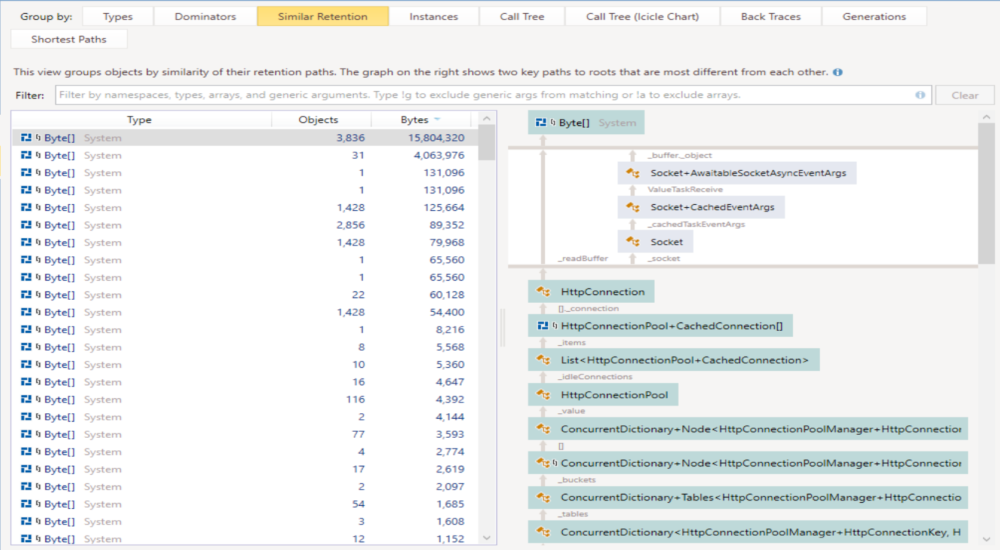 Group by: Types Dominators Similar Retention Instances Call Tree Call Tree (Icicle Chart) Back Traces Generations
Shortest Paths
This view groups objects by similarity of their retention paths. The graph on the right shows two key paths to roots that are most different from each other.
Filter: Filter by namespaces, types, arrays, and generic arguments. Type !g to exclude generic args from matching or !a to exclude arrays. Clear
Type Objects Bytes
Byte[] System 3,836 15,804,320
Byte[] System 31 4,063,976
Byte[] System 1 131,096
Byte[] System 1 131,096
Byte[] System 1,428 125,664
Byte[] System 2,856 89,352
Byte[] System 1,428 79,968
Byte[] System 1 65,560
Byte[] System 1 65,560
Byte[] System 22 60,128
Byte[] System 1,428 54,400
Byte[] System 1 8,216
Byte[] System 8 5,568
Byte[] System 10 5,360
Byte[] System 16 4,647
Byte[] System 116 4,392
Byte[] System 2 4,144
Byte[] System 77 3,593
Byte[] System 4 2,774
Byte[] System 17 2,619
Byte[] System 2 2,097
Byte[] System 54 1,685
Byte[] System 3 1,608
Byte[] System 12 1,152
Byte[] System
_buffer._object
Socket+AwaitableSocketAsyncEventArgs
ValueTaskReceive
Socket+CachedEventArgs
_cachedTaskEventArgs
Socket
_readBuffer _socket
HttpConnection
[]._connection
HttpConnectionPool+CachedConnection[]
_items
List<HttpConnectionPool+CachedConnection>
_idleConnections
HttpConnectionPool
_value
ConcurrentDictionary+Node<HttpConnectionPoolManager+HttpConnection
[]
ConcurrentDictionary+Node<HttpConnectionPoolManager+HttpConnection
_buckets
ConcurrentDictionary+Tables<HttpConnectionPoolManager+HttpConnectio
_tables
ConcurrentDictionary<HttpConnectionPoolManager+HttpConnectionKey, H